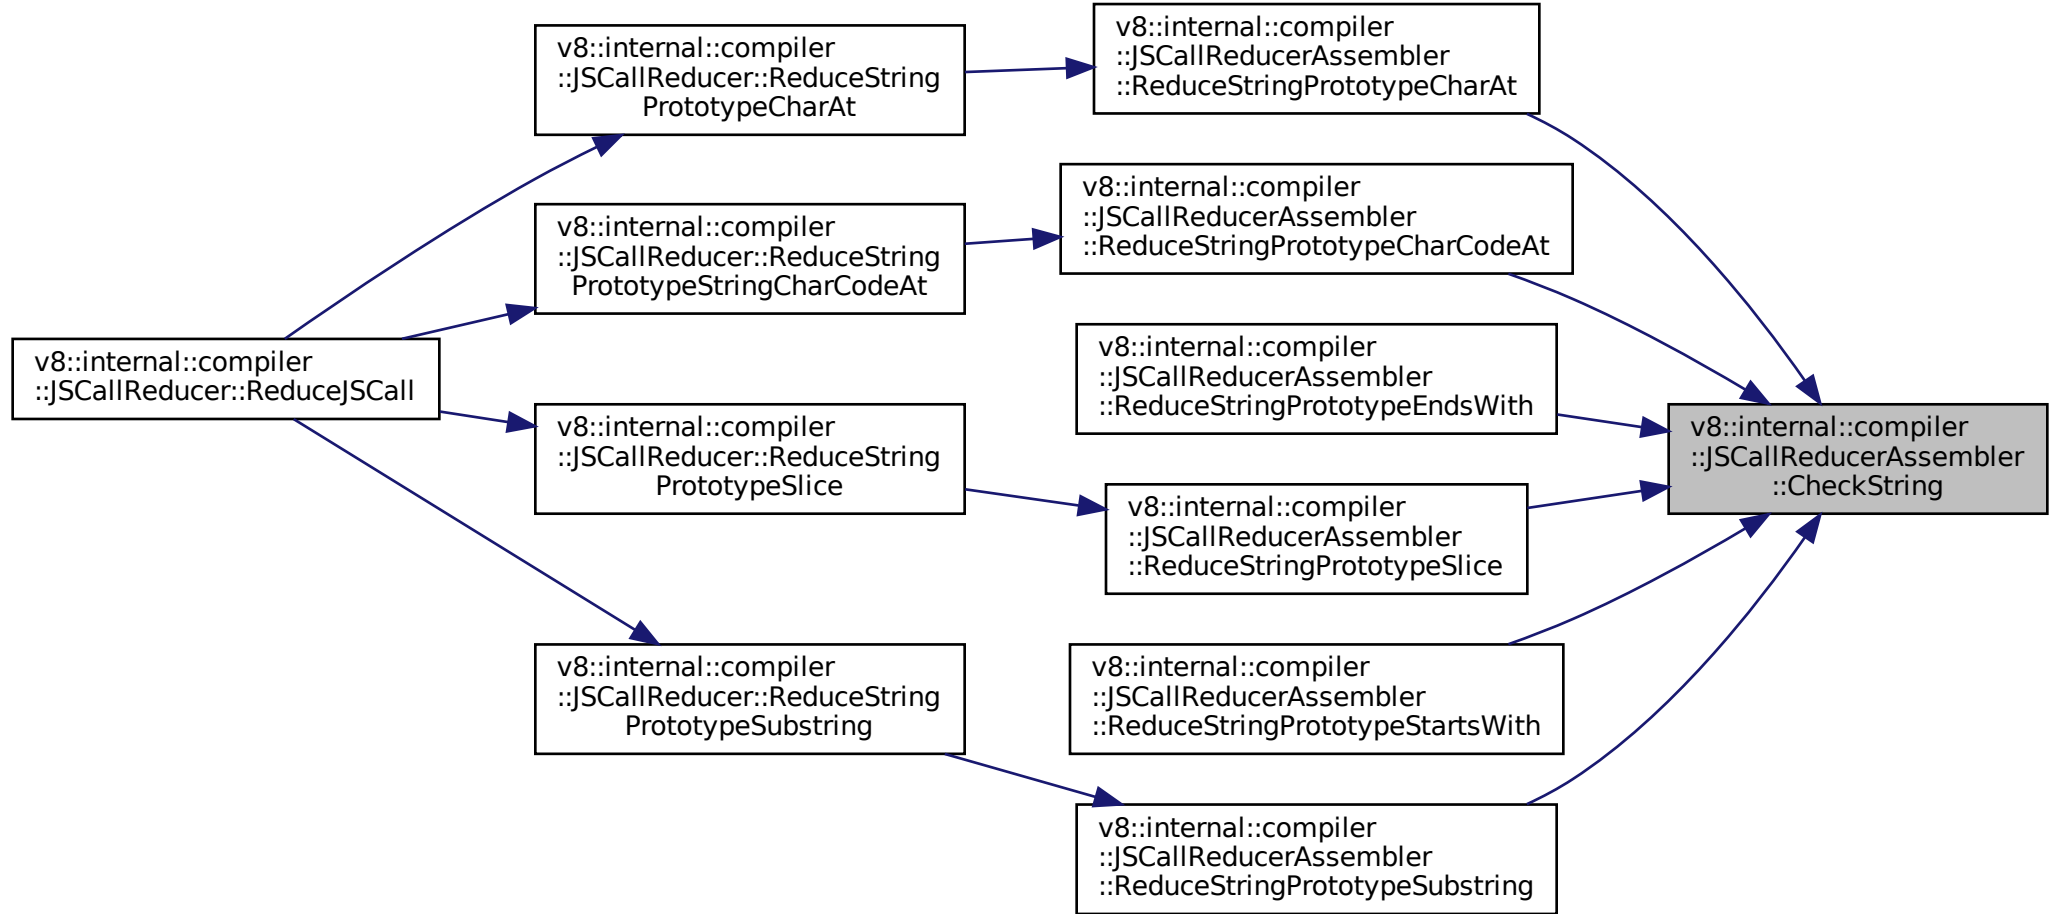 v8::internal::compiler
::JSCallReducer::ReduceJSCall
v8::internal::compiler
::JSCallReducer::ReduceString
PrototypeCharAt
v8::internal::compiler
::JSCallReducer::ReduceString
PrototypeStringCharCodeAt
v8::internal::compiler
::JSCallReducer::ReduceString
PrototypeSlice
v8::internal::compiler
::JSCallReducer::ReduceString
PrototypeSubstring
v8::internal::compiler
::JSCallReducerAssembler
::ReduceStringPrototypeCharAt
v8::internal::compiler
::JSCallReducerAssembler
::ReduceStringPrototypeCharCodeAt
v8::internal::compiler
::JSCallReducerAssembler
::ReduceStringPrototypeEndsWith
v8::internal::compiler
::JSCallReducerAssembler
::ReduceStringPrototypeSlice
v8::internal::compiler
::JSCallReducerAssembler
::ReduceStringPrototypeStartsWith
v8::internal::compiler
::JSCallReducerAssembler
::ReduceStringPrototypeSubstring
v8::internal::compiler
::JSCallReducerAssembler
::CheckString